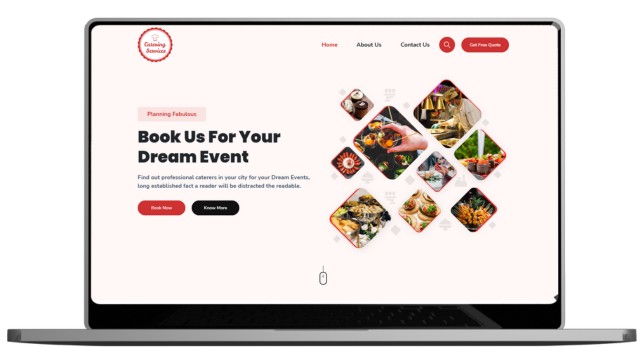 Catering
Services
Home
About Us
Contact Us
Get Free Quote
Planning Fabulous
Book Us For Your
Dream Event
Find out professional caterers in your city for your Dream Events,
long established fact a reader will be distracted the readable.
Book Now
Know More